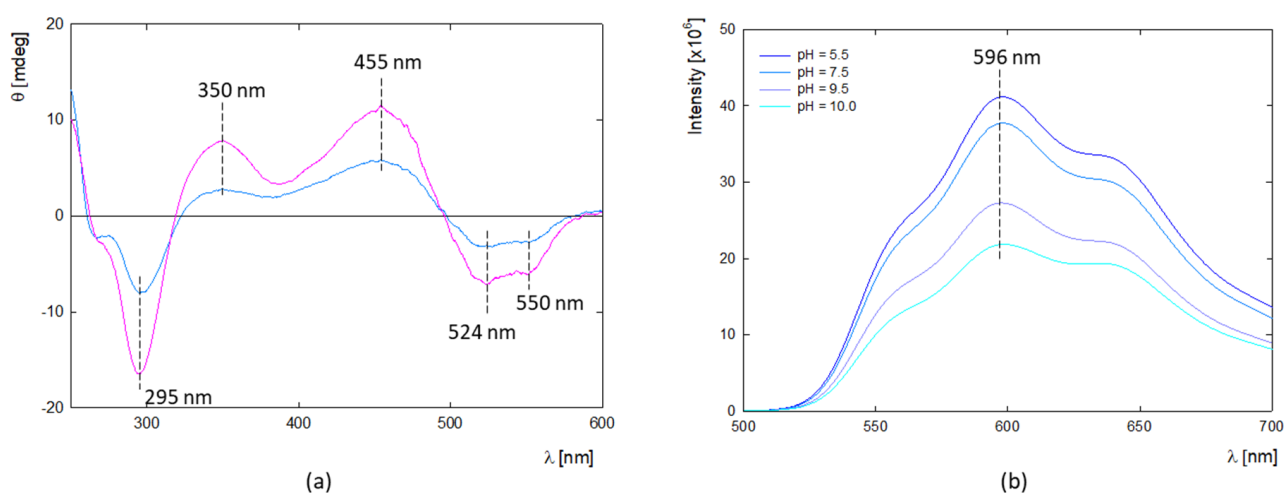 θ [mdeg]
20
10
0
-10
-20
350 nm
455 nm
295 nm
524 nm
550 nm
300
400
500
600
λ [nm]
(a)
Intensity [x10⁶]
50
40
30
20
10
0
pH = 5.5
pH = 7.5
pH = 9.5
pH = 10.0
596 nm
500
550
600
650
700
λ [nm]
(b)